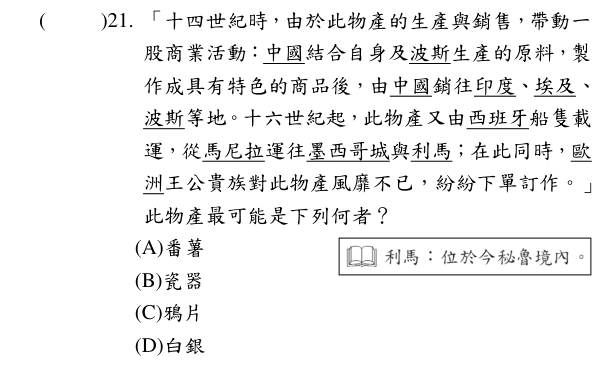 (　　)21. 「十四世紀時，由於此物產的生產與銷售，帶動一
股商業活動：中國結合自身及波斯生產的原料，製
作成具有特色的商品後，由中國銷往印度、埃及、
波斯等地。十六世紀起，此物產又由西班牙船隻載
運，從馬尼拉運往墨西哥城與利馬；在此同時，歐
洲王公貴族對此物產風靡不已，紛紛下單訂作。」
此物產最可能是下列何者？
(A)番薯
(B)瓷器
(C)鴉片
(D)白銀
利馬：位於今秘魯境內。